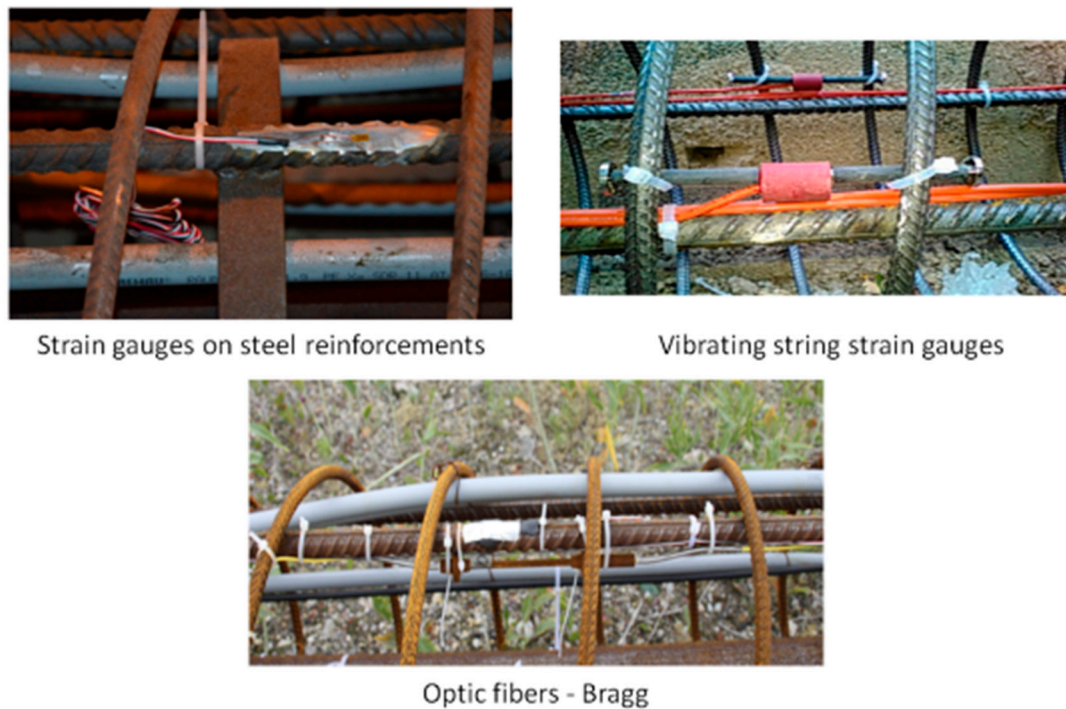 Strain gauges on steel reinforcements
Vibrating string strain gauges
Optic fibers - Bragg